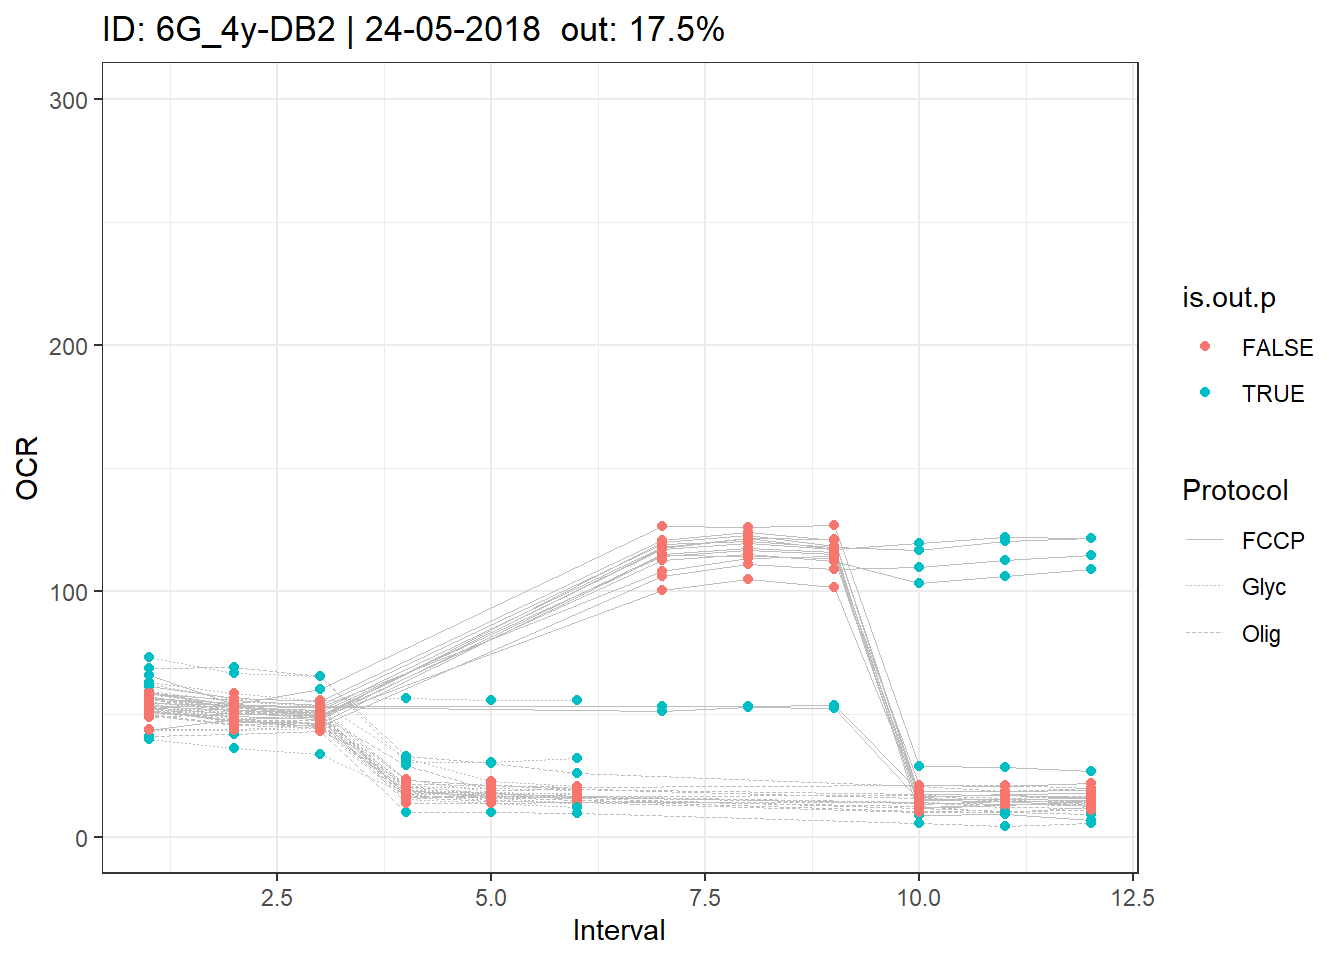 ID: 6G_4y-DB2 | 24-05-2018  out: 17.5%
300
200
100
0
OCR
2.5
5.0
7.5
10.0
12.5
Interval
is.out.p
FALSE
TRUE
Protocol
FCCP
Glyc
Olig